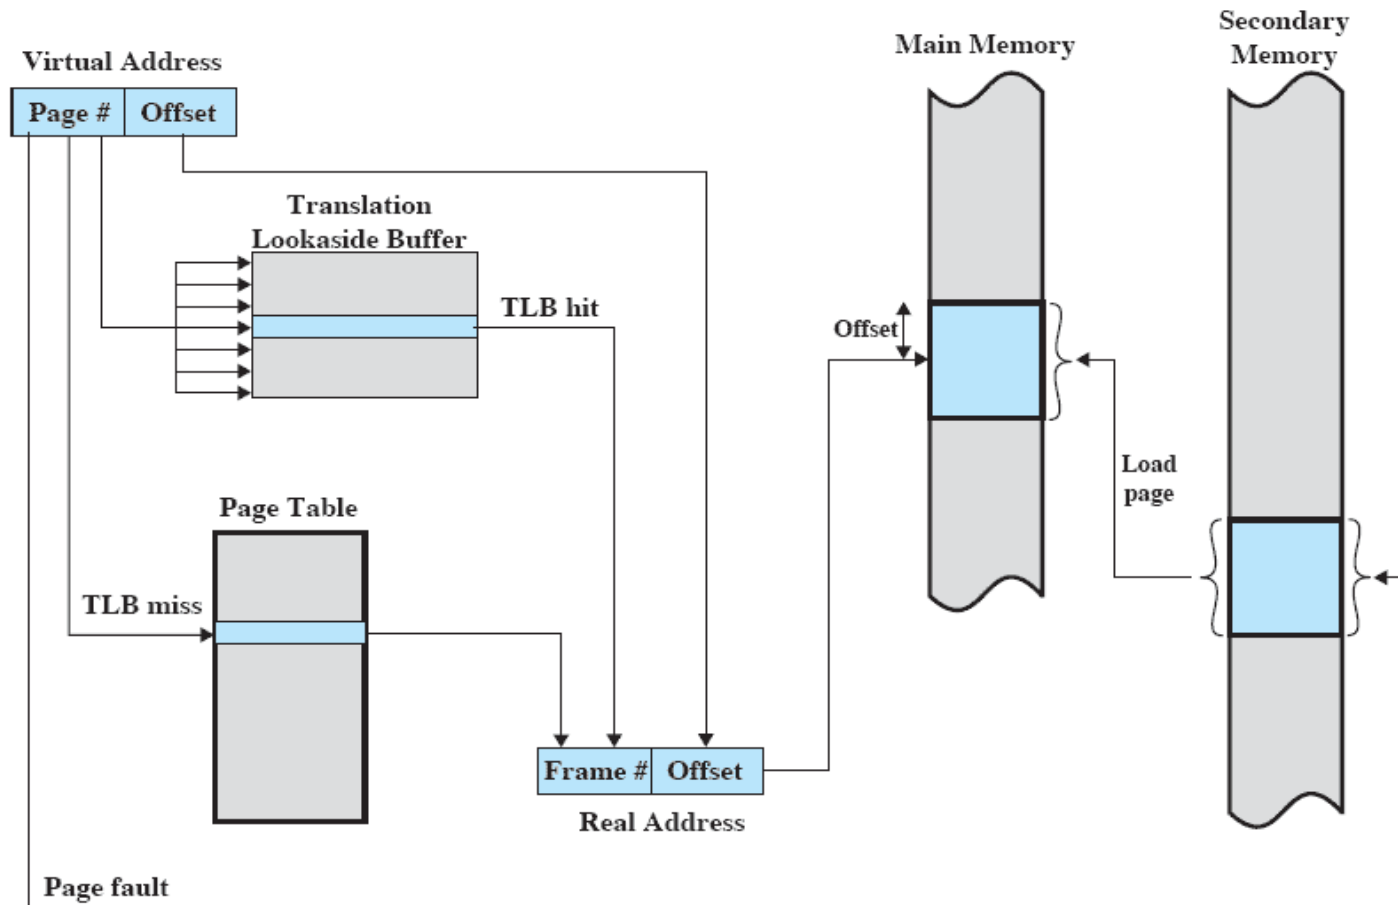 Virtual Address
Page #
Offset
Translation
Lookaside Buffer
TLB hit
Page Table
TLB miss
Frame #
Offset
Real Address
Page fault
Main Memory
Offset
Load
page
Secondary
Memory